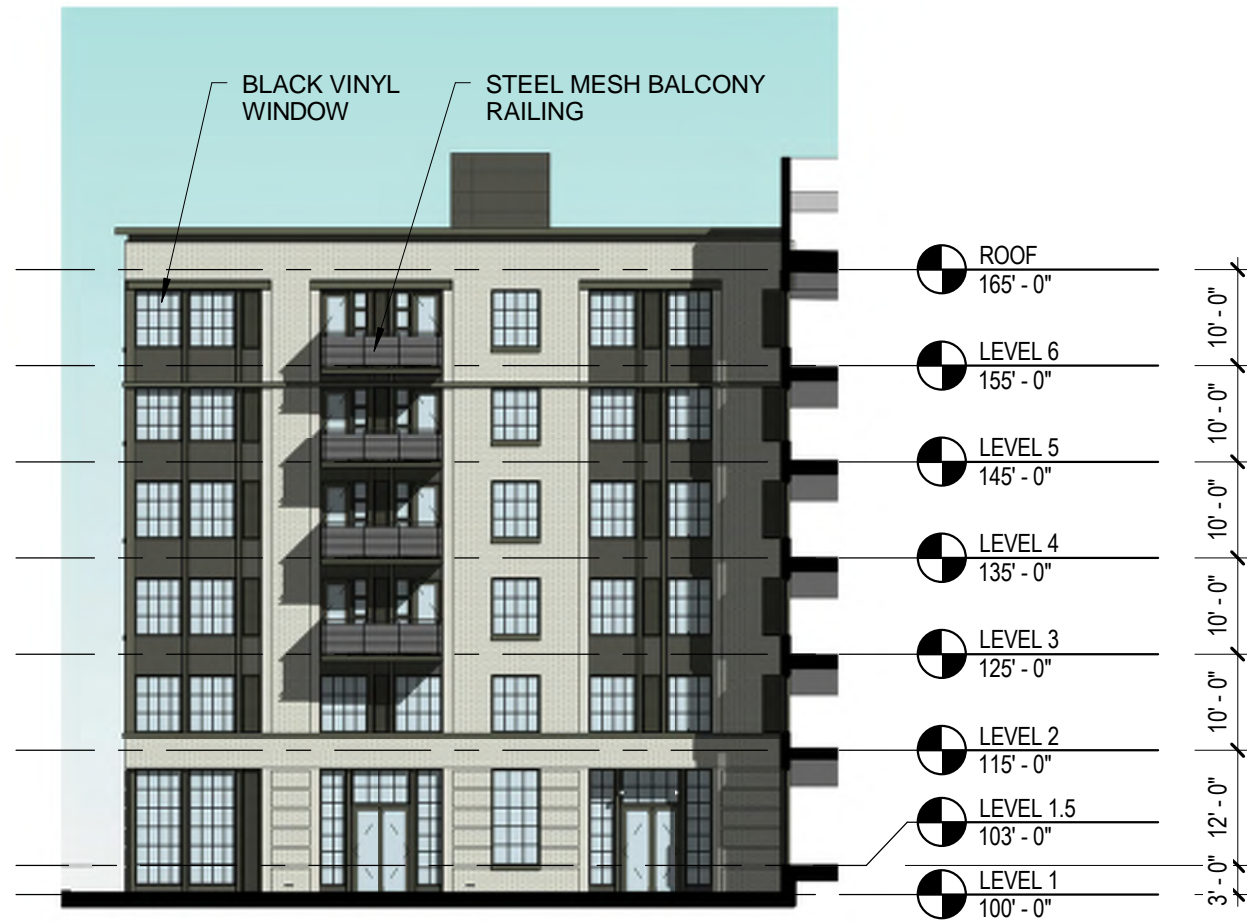 BLACK VINYL
WINDOW
STEEL MESH BALCONY
RAILING
ROOF
165' - 0"
LEVEL 6
155' - 0"
LEVEL 5
145' - 0"
LEVEL 4
135' - 0"
LEVEL 3
125' - 0"
LEVEL 2
115' - 0"
LEVEL 1.5
103' - 0"
LEVEL 1
100' - 0"
10' - 0"
10' - 0"
10' - 0"
10' - 0"
10' - 0"
12' - 0"
3' - 0"